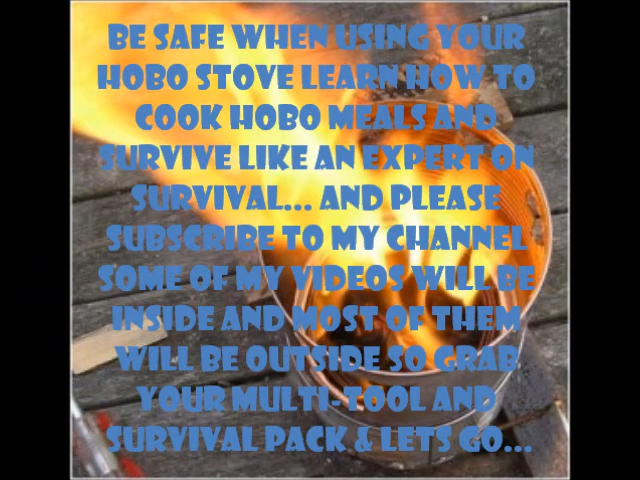 BE SAFE WHEN USING YOUR
HOBO STOVE LEARN HOW TO
COOK HOBO MEALS AND
SURVIVE LIKE AN EXPERT ON
SURVIVAL... AND PLEASE
SUBSCRIBE TO MY CHANNEL
SOME OF MY VIDEOS WILL BE
INSIDE AND MOST OF THEM
WILL BE OUTSIDE SO GRAB
YOUR MULTI-TOOL AND
SURVIVAL PACK & LETS GO...